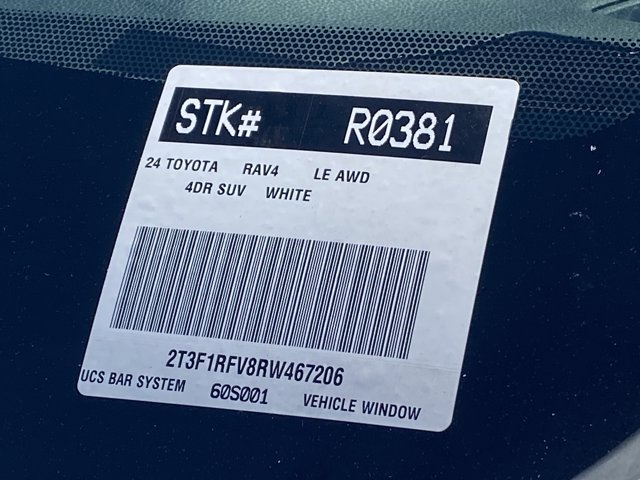 STK# R0381
24 TOYOTA RAV4 LE AWD
4DR SUV WHITE
2T3F1RFV8RW467206
UCS BAR SYSTEM 60S001 VEHICLE WINDOW